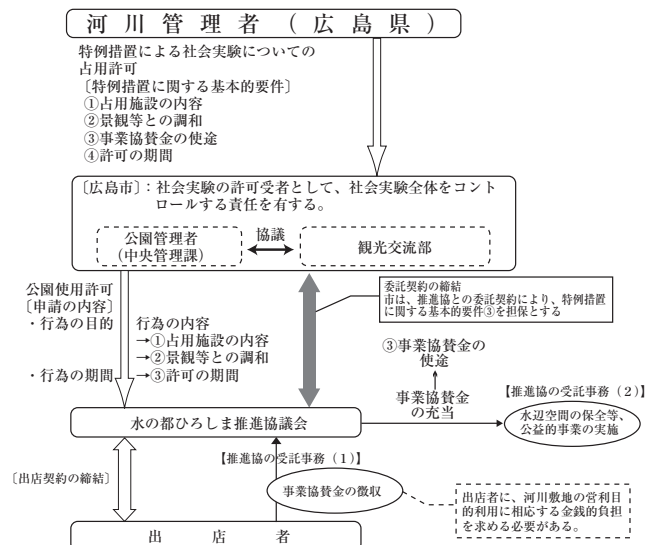 河川管理者(広島県)
特例措置による社会実験についての
占用許可
〔特例措置に関する基本的要件〕
①占用施設の内容
②景観等との調和
③事業協賛金の使途
④許可の期間
〔広島市〕:社会実験の許可受者として、社会実験全体をコント
ロールする責任を有する。
公園管理者
(中央管理課)
協議
観光交流部
公園使用許可
〔申請の内容〕
・行為の目的
行為の内容
→①占用施設の内容
→②景観等との調和
・行為の期間
→③許可の期間
委託契約の締結
市は、推進協との委託契約により、特例措置
に関する基本的要件③を担保とする
③事業協賛金の
使途
事業協賛金
の充当
【推進協の受託事務(2)】
水辺空間の保全等、
公益的事業の実施
水の都ひろしま推進協議会
【推進協の受託事務(1)】
〔出店契約の締結〕
事業協賛金の徴収
出店者に、河川敷地の営利目
的利用に相応する金銭的負担
を求める必要がある。
出店者